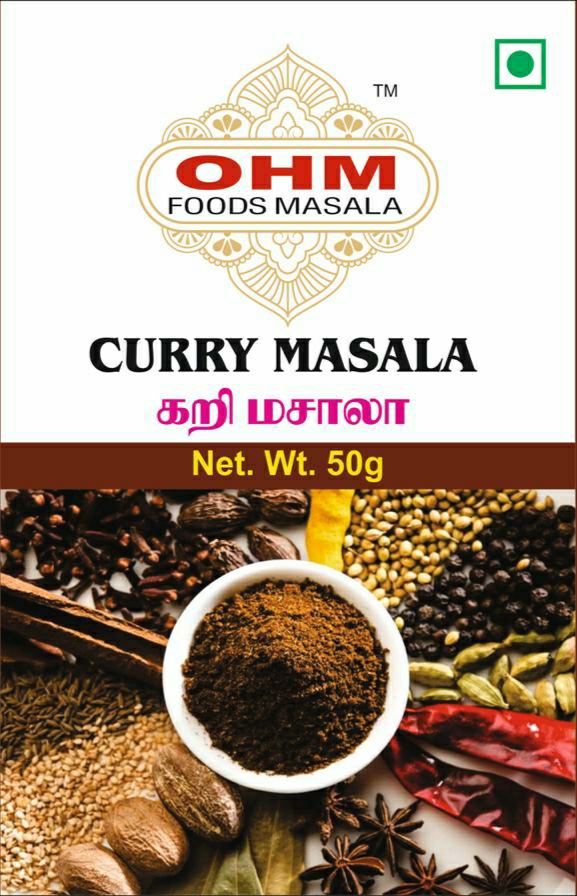 TM
OHM
FOODS MASALA
CURRY MASALA
கறி மசாலா
Net. Wt. 50g